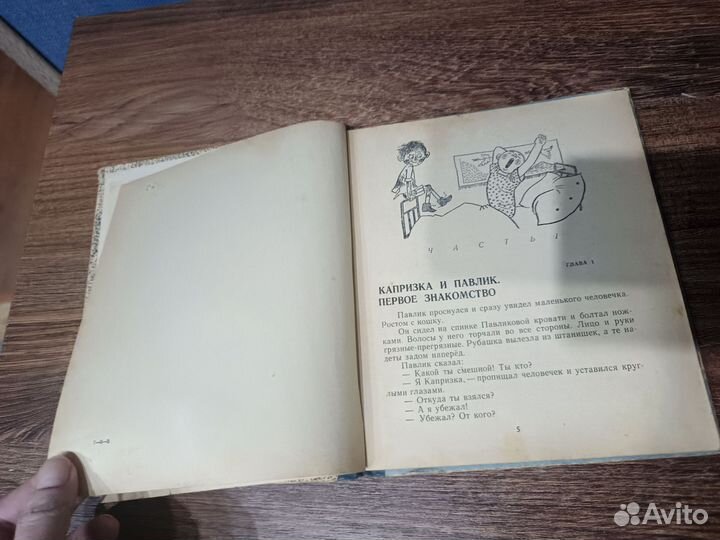 ЧАСТЬ I
ГЛАВА 1
КАПРИЗКА И ПАВЛИК.
ПЕРВОЕ ЗНАКОМСТВО
Павлик проснулся и сразу увидел маленького человечка.
Ростом с кошку.
Он сидел на спинке Павликовой кровати и болтал нож-
ками. Волосы у него торчали во все стороны. Лицо и руки
грязные-прегрязные. Рубашка вылезла из штанишек, а те на-
деты задом наперёд.
Павлик сказал:
— Какой ты смешной! Ты кто?
— Я Капризка, — пропищал человечек и уставился круг-
лыми глазами.
— Откуда ты взялся?
— А я убежал!
— Убежал? От кого?
5
Avito